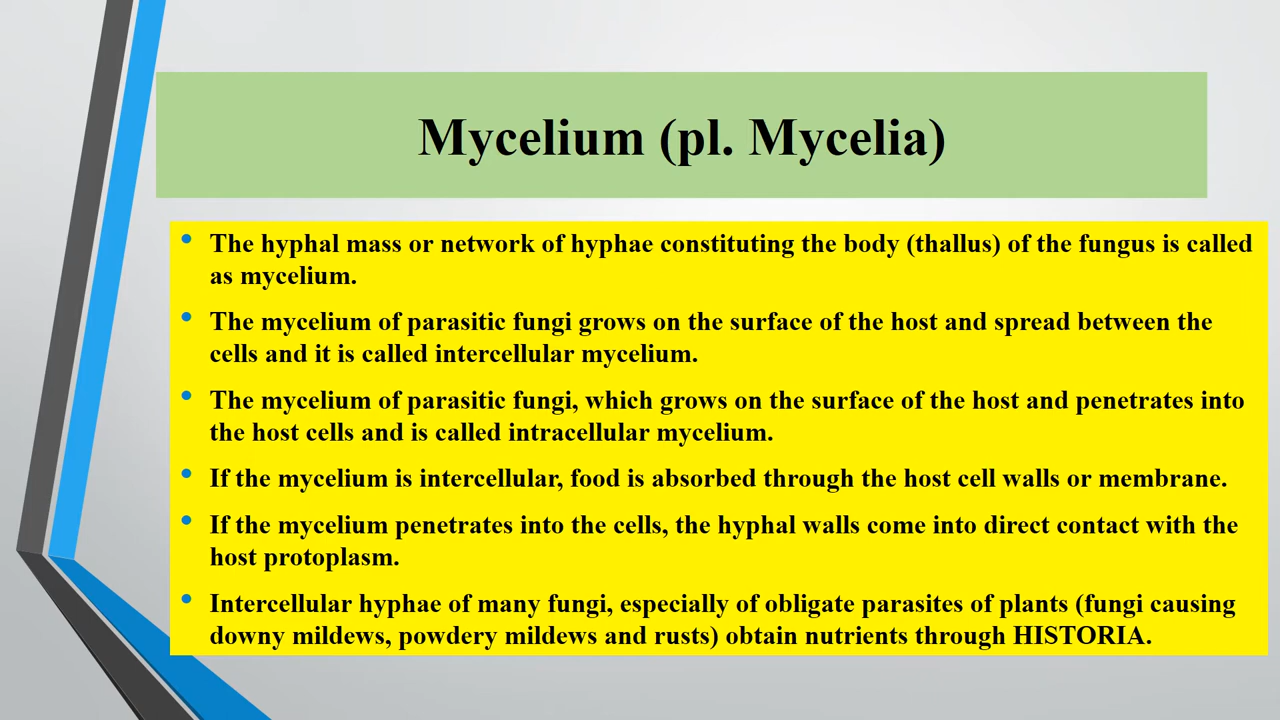 Mycelium (pl. Mycelia)
• The hyphal mass or network of hyphae constituting the body (thallus) of the fungus is called
as mycelium.
• The mycelium of parasitic fungi grows on the surface of the host and spread between the
cells and it is called intercellular mycelium.
• The mycelium of parasitic fungi, which grows on the surface of the host and penetrates into
the host cells and is called intracellular mycelium.
• If the mycelium is intercellular, food is absorbed through the host cell walls or membrane.
• If the mycelium penetrates into the cells, the hyphal walls come into direct contact with the
host protoplasm.
• Intercellular hyphae of many fungi, especially of obligate parasites of plants (fungi causing
downy mildews, powdery mildews and rusts) obtain nutrients through HISTORIA.